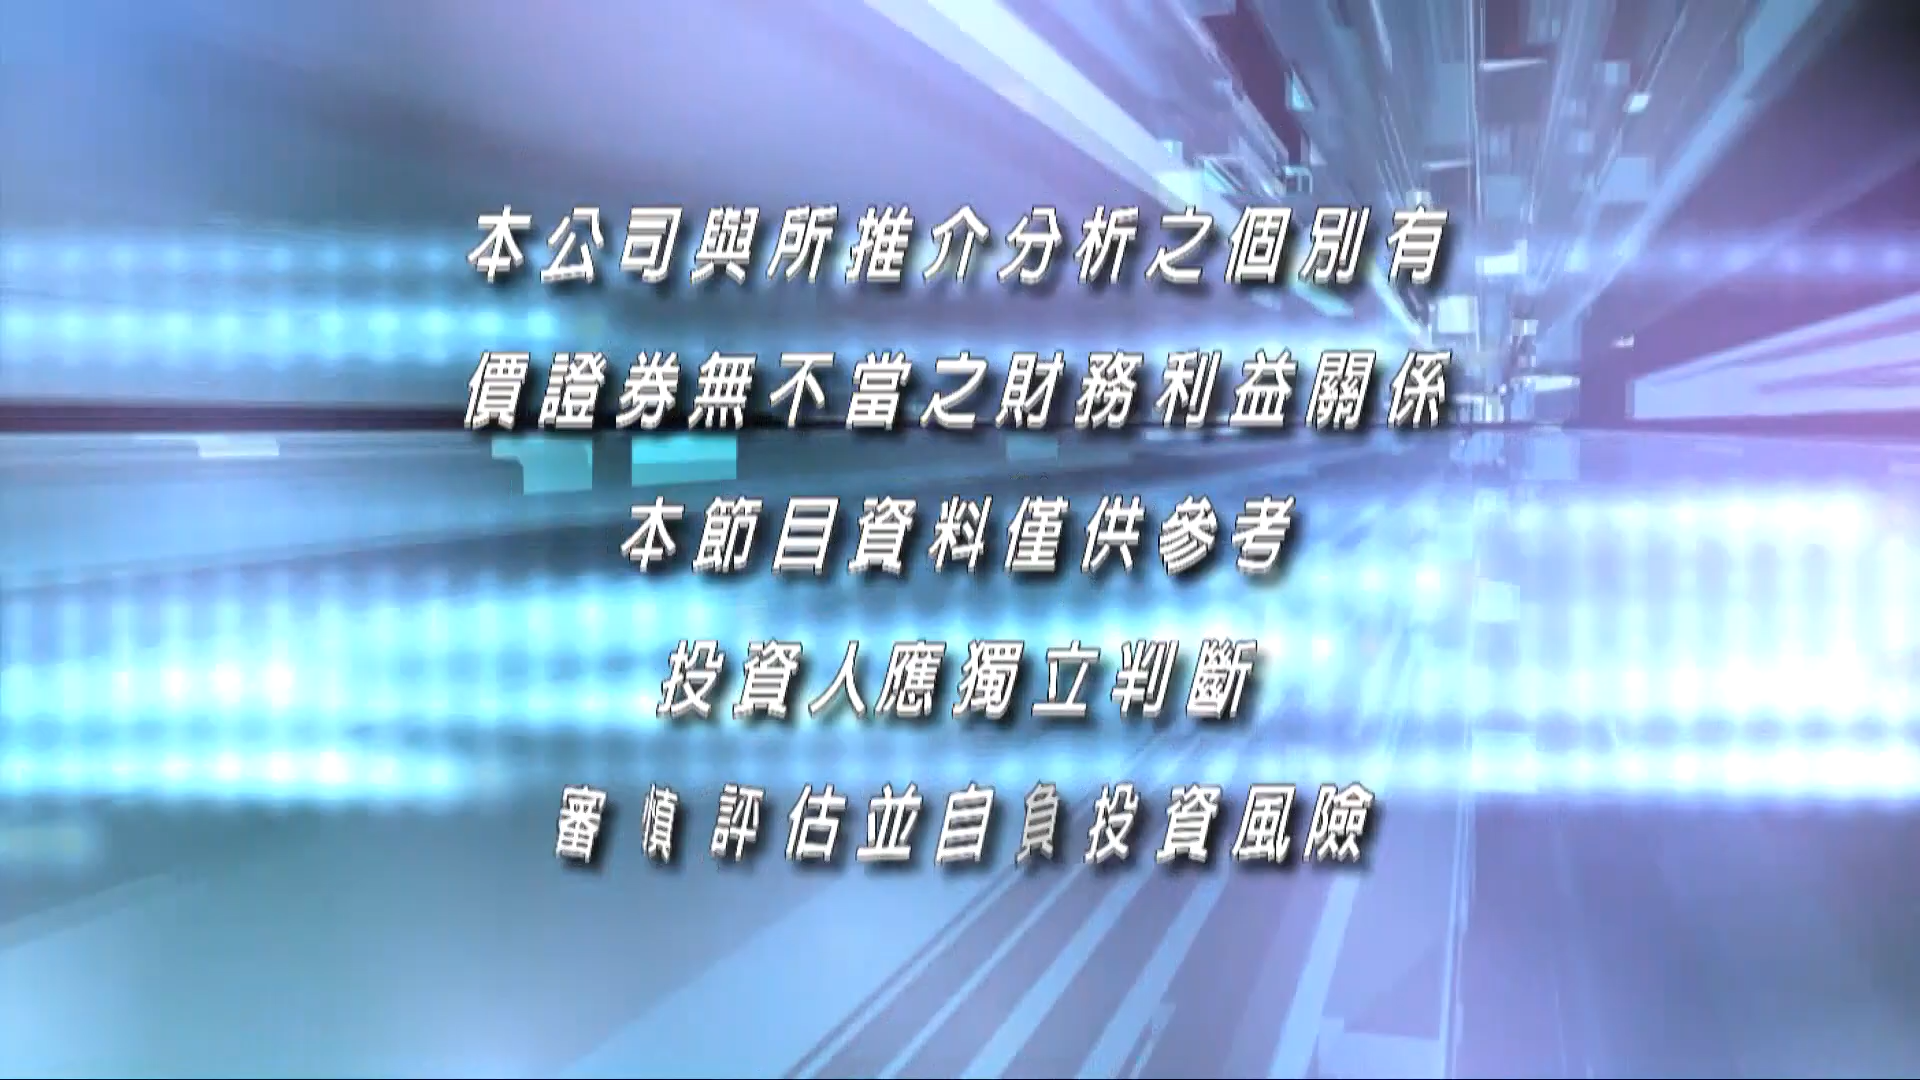 本公司與所推介分析之個別有
價證券無不當之財務利益關係
本節目資料僅供參考
投資人應獨立判斷
審慎評估並自負投資風險